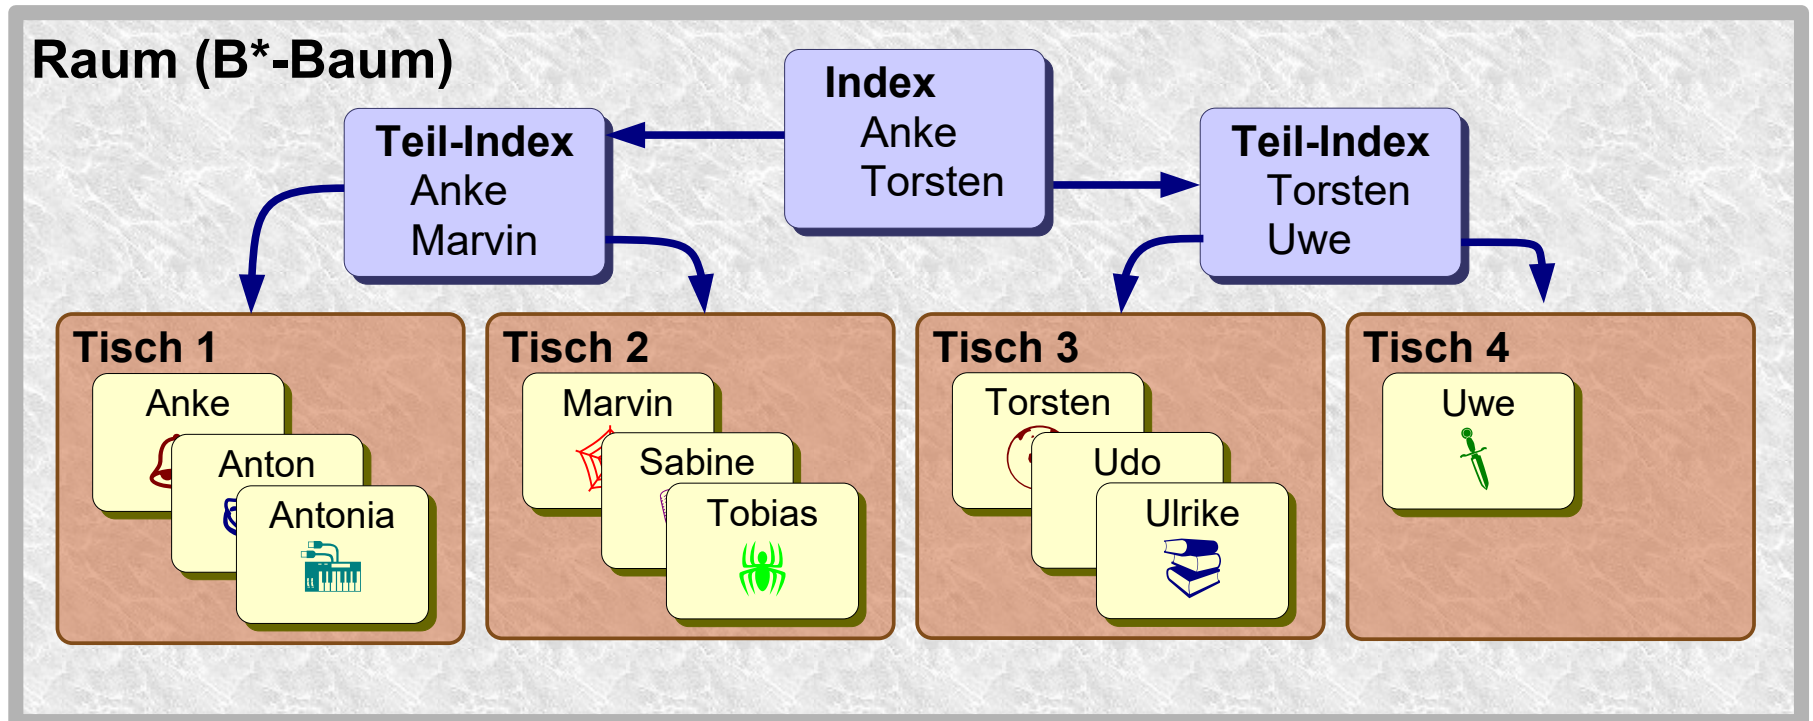 Raum (B*-Baum)
Index
Anke
Torsten
Teil-Index
Anke
Marvin
Teil-Index
Torsten
Uwe
Tisch 1
Anke
Anton
Antonia
Tisch 2
Marvin
Sabine
Tobias
Tisch 3
Torsten
Udo
Ulrike
Tisch 4
Uwe